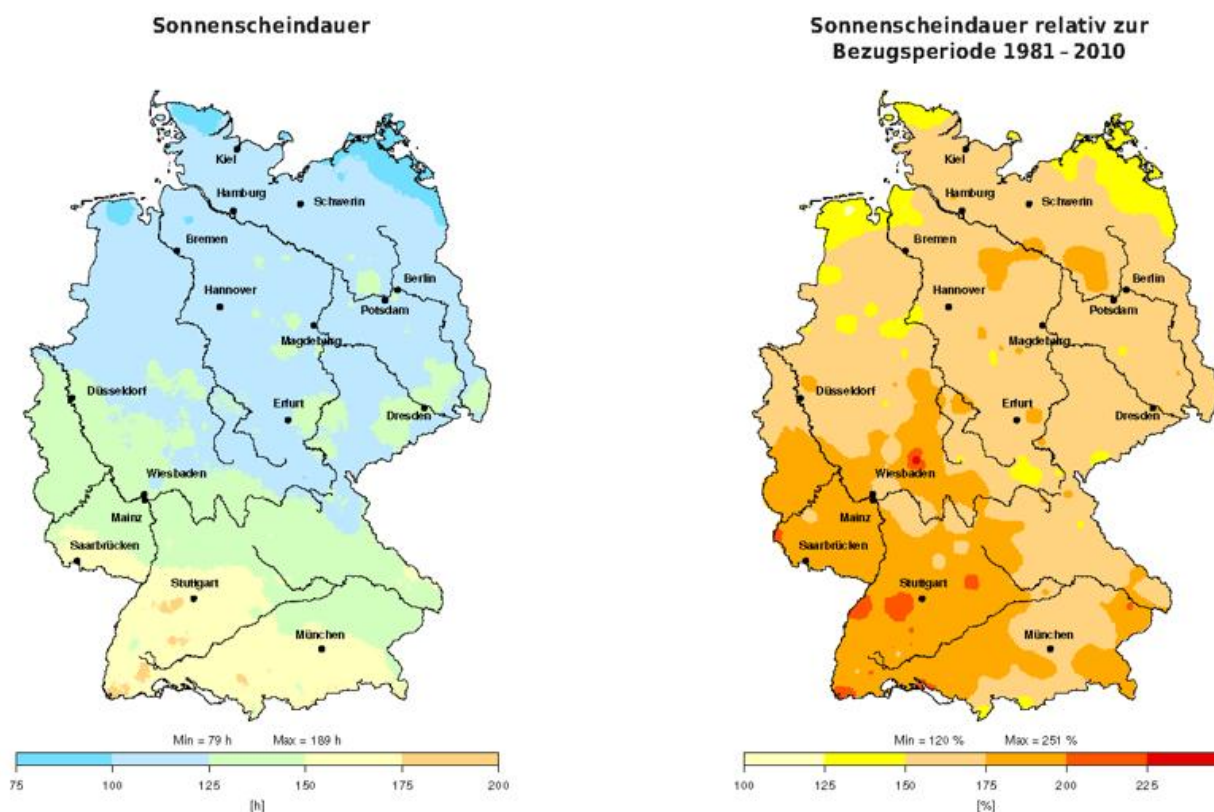 Sonnenscheindauer
Kiel
Hamburg
Schwerin
Bremen
Berlin
Hannover
Potsdam
Magdeburg
Düsseldorf
Erfurt
Dresden
Wiesbaden
Mainz
Saarbrücken
Stuttgart
München
Min = 79 h Max = 189 h
75 100 125 150 175 200
[h]
Sonnenscheindauer relativ zur
Bezugsperiode 1981 – 2010
Kiel
Hamburg
Schwerin
Bremen
Berlin
Hannover
Potsdam
Magdeburg
Düsseldorf
Erfurt
Dresden
Wiesbaden
Mainz
Saarbrücken
Stuttgart
München
Min = 120 % Max = 251 %
100 125 150 175 200 225
[%]